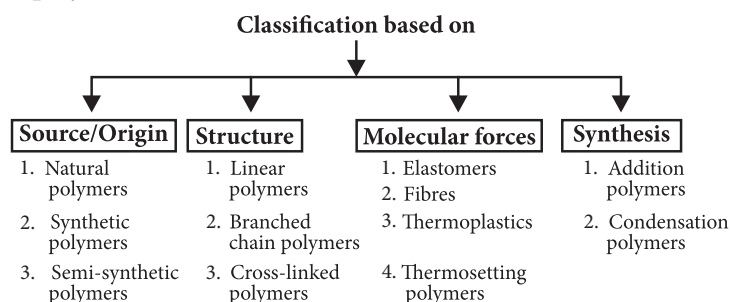 Classification based on
Source/Origin
1. Natural
polymers
2. Synthetic
polymers
3. Semi-synthetic
polymers
Structure
1. Linear
polymers
2. Branched
chain polymers
3. Cross-linked
polymers
Molecular forces
1. Elastomers
2. Fibres
3. Thermoplastics
4. Thermosetting
polymers
Synthesis
1. Addition
polymers
2. Condensation
polymers